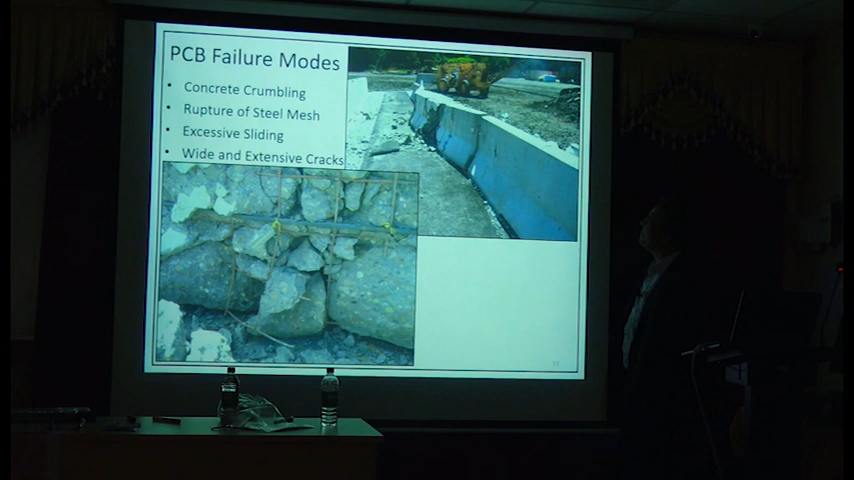 PCB Failure Modes
• Concrete Crumbling
• Rupture of Steel Mesh
• Excessive Sliding
• Wide and Extensive Cracks